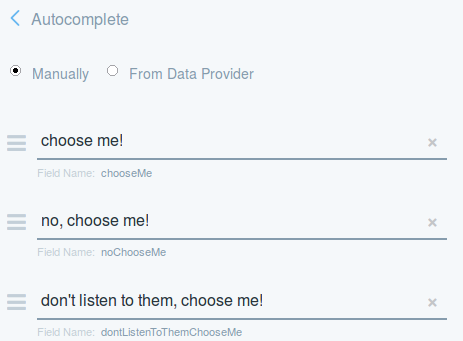 Autocomplete
Manually From Data Provider
choose me!
Field Name: chooseMe
no, choose me!
Field Name: noChooseMe
don't listen to them, choose me!
Field Name: dontListenToThemChooseMe